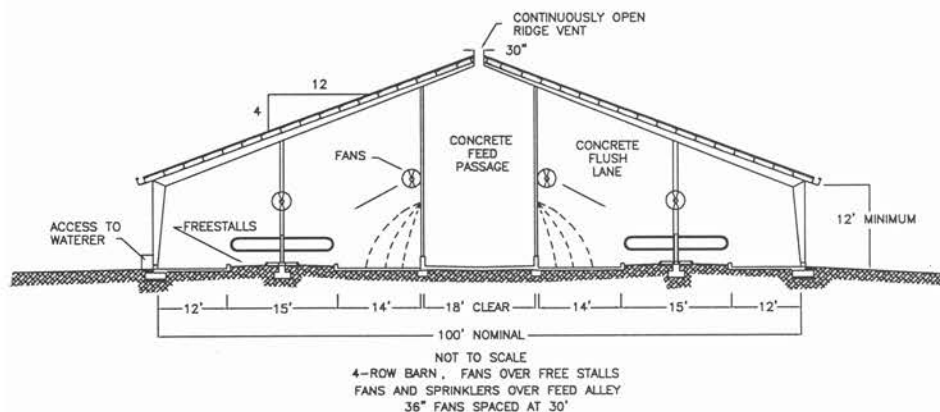 CONTINUOUSLY OPEN
RIDGE VENT
30"
12
4
FANS
CONCRETE
FEED
PASSAGE
CONCRETE
FLUSH
LANE
ACCESS TO
WATERER
FREESTALLS
12' MINIMUM
12' 15' 14' 18' CLEAR 14' 15' 12'
100' NOMINAL
NOT TO SCALE
4-ROW BARN, FANS OVER FREE STALLS
FANS AND SPRINKLERS OVER FEED ALLEY
36" FANS SPACED AT 30'